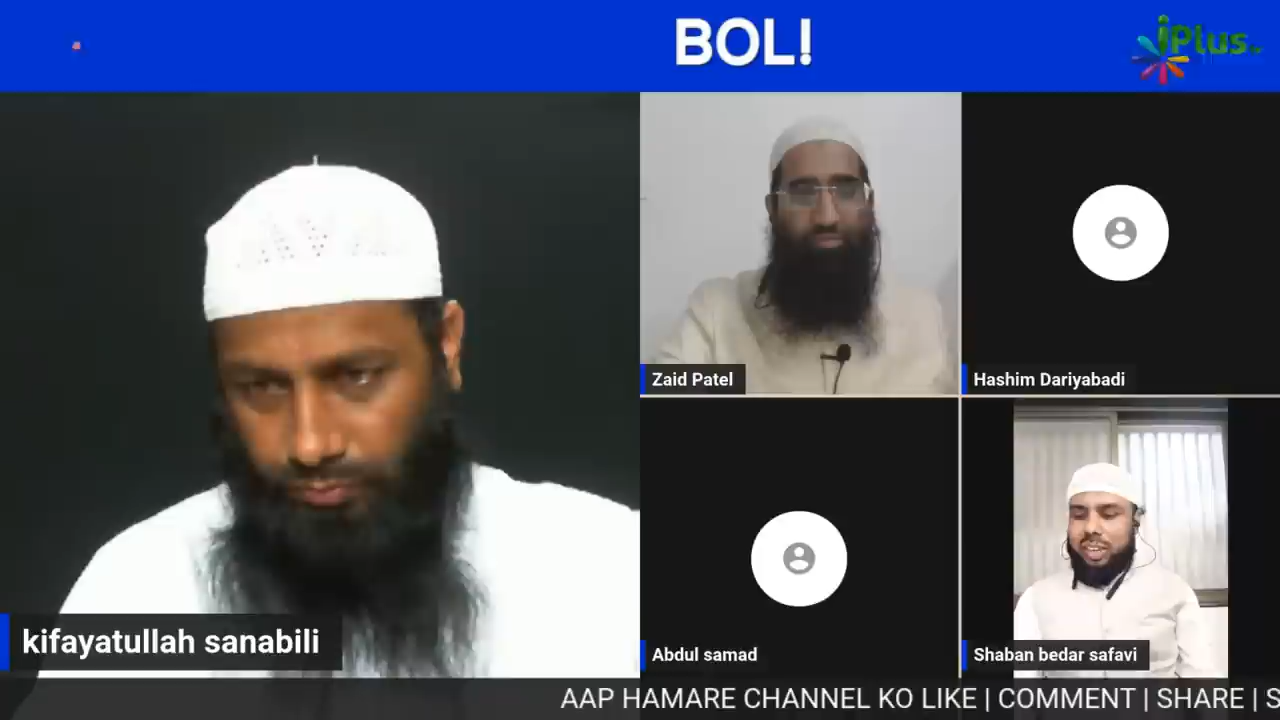 BOL!
iPlus
Zaid Patel
Hashim Dariyabadi
kifayatullah sanabili
Abdul samad
Shaban bedar safavi
AAP HAMARE CHANNEL KO LIKE | COMMENT | SHARE | S